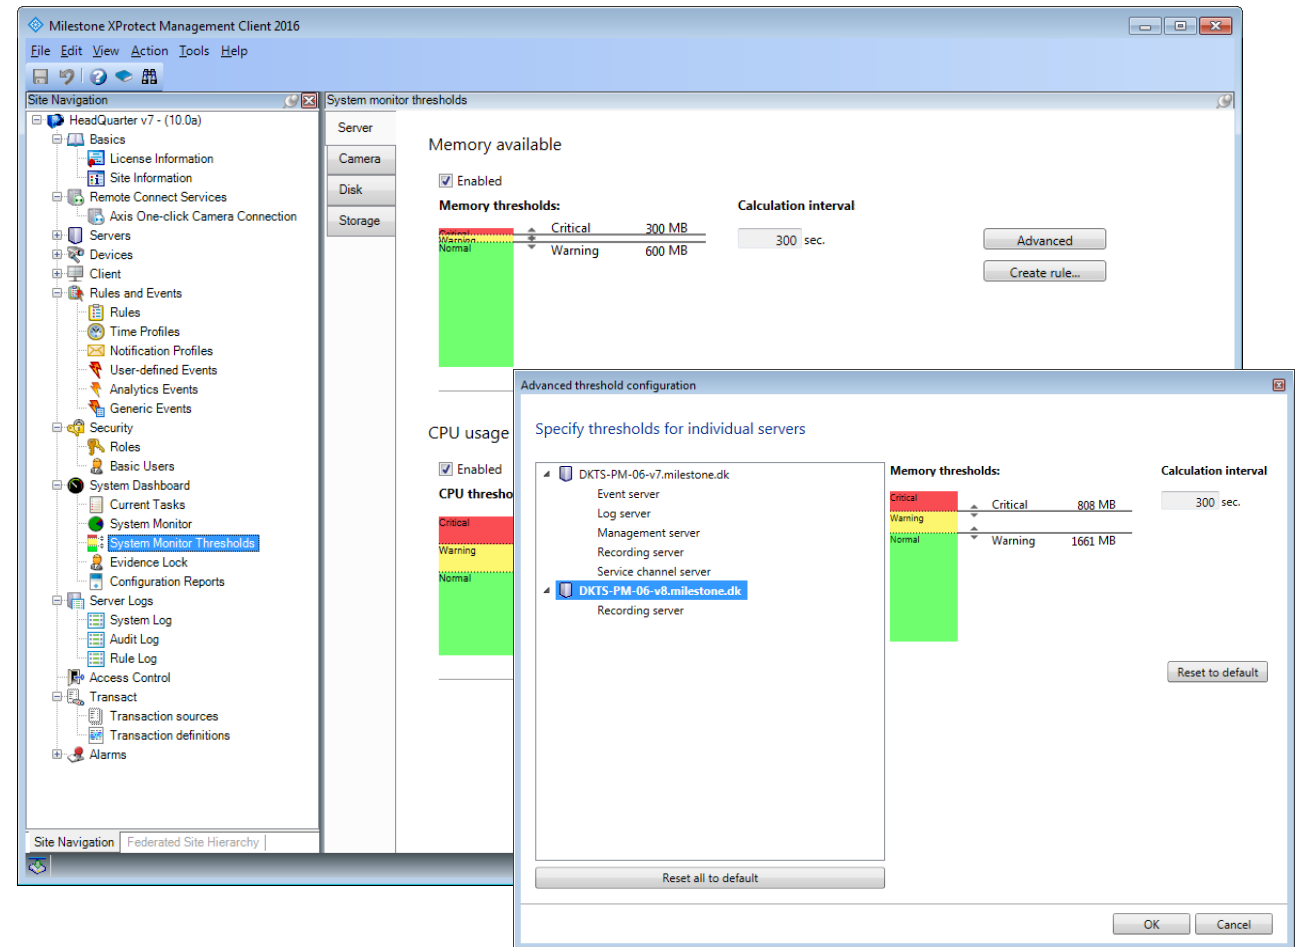 Milestone XProtect Management Client 2016
File Edit View Action Tools Help
Site Navigation
HeadQuarter v7 - (10.0a)
Basics
License Information
Site Information
Remote Connect Services
Axis One-click Camera Connection
Servers
Devices
Client
Rules and Events
Rules
Time Profiles
Notification Profiles
User-defined Events
Analytics Events
Generic Events
Security
Roles
Basic Users
System Dashboard
Current Tasks
System Monitor
System Monitor Thresholds
Evidence Lock
Configuration Reports
Server Logs
System Log
Audit Log
Rule Log
Access Control
Transact
Transaction sources
Transaction definitions
Alarms
Site Navigation Federated Site Hierarchy
System monitor thresholds
Server
Camera
Disk
Storage
Memory available
Enabled
Memory thresholds:
Critical
Warning
Normal
Critical 300 MB
Warning 600 MB
Calculation interval
300 sec.
Advanced
Create rule...
CPU usage
Enabled
CPU thresho
Critical
Warning
Normal
Advanced threshold configuration
Specify thresholds for individual servers
DKTS-PM-06-v7.milestone.dk
Event server
Log server
Management server
Recording server
Service channel server
DKTS-PM-06-v8.milestone.dk
Recording server
Reset all to default
Memory thresholds:
Critical
Warning
Normal
Critical 808 MB
Warning 1661 MB
Calculation interval
300 sec.
Reset to default
OK Cancel